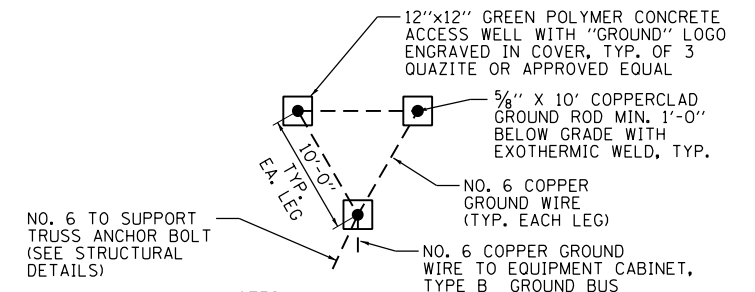 12''x12'' GREEN POLYMER CONCRETE
ACCESS WELL WITH "GROUND" LOGO
ENGRAVED IN COVER, TYP. OF 3
QUAZITE OR APPROVED EQUAL
5/8'' X 10' COPPERCLAD
GROUND ROD MIN. 1'-0''
BELOW GRADE WITH
EXOTHERMIC WELD, TYP.
10'-0''
TYP.
EA. LEG
NO. 6 COPPER
GROUND WIRE
(TYP. EACH LEG)
NO. 6 TO SUPPORT
TRUSS ANCHOR BOLT
(SEE STRUCTURAL
DETAILS)
NO. 6 COPPER GROUND
WIRE TO EQUIPMENT CABINET,
TYPE B GROUND BUS